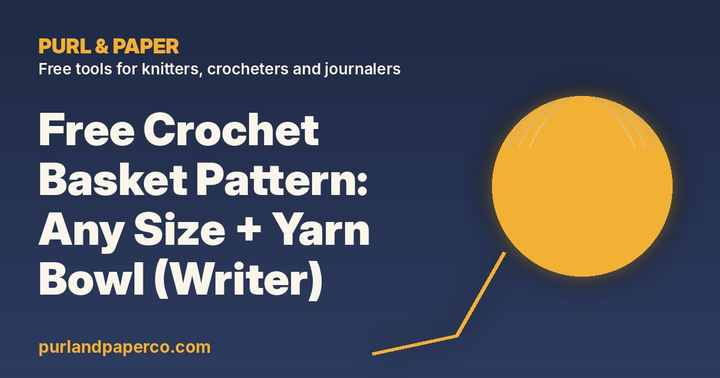 PURL & PAPER
Free tools for knitters, crocheters and journalers
Free Crochet
Basket Pattern:
Any Size + Yarn
Bowl (Writer)
purlandpaperco.com